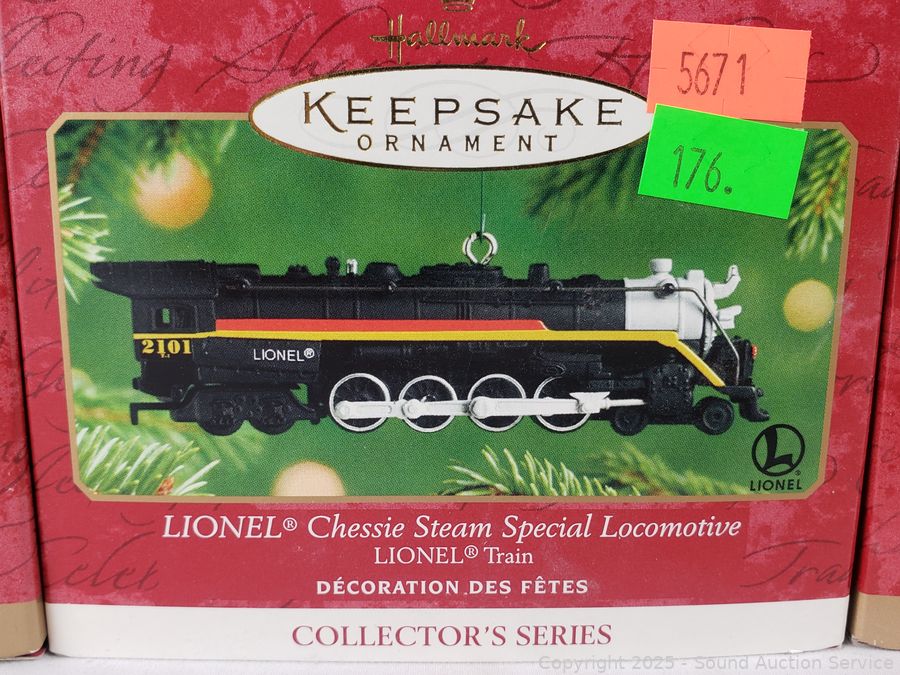 Hallmark
KEEPSAKE
ORNAMENT
5671
176.
2101
LIONEL®
LIONEL
LIONEL® Chessie Steam Special Locomotive
LIONEL® Train
DÉCORATION DES FÊTES
COLLECTOR'S SERIES
Copyright 2025 - Sound Auction Service